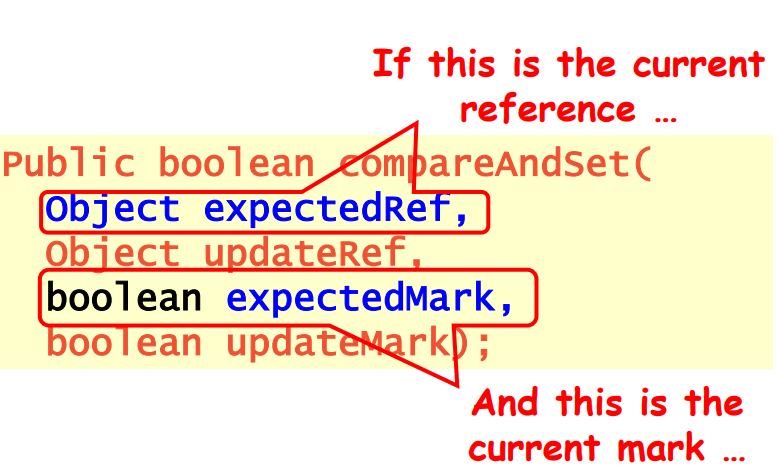 If this is the current
reference …
Public boolean compareAndSet(
Object expectedRef,
Object updateRef,
boolean expectedMark,
boolean updateMark);
And this is the
current mark …